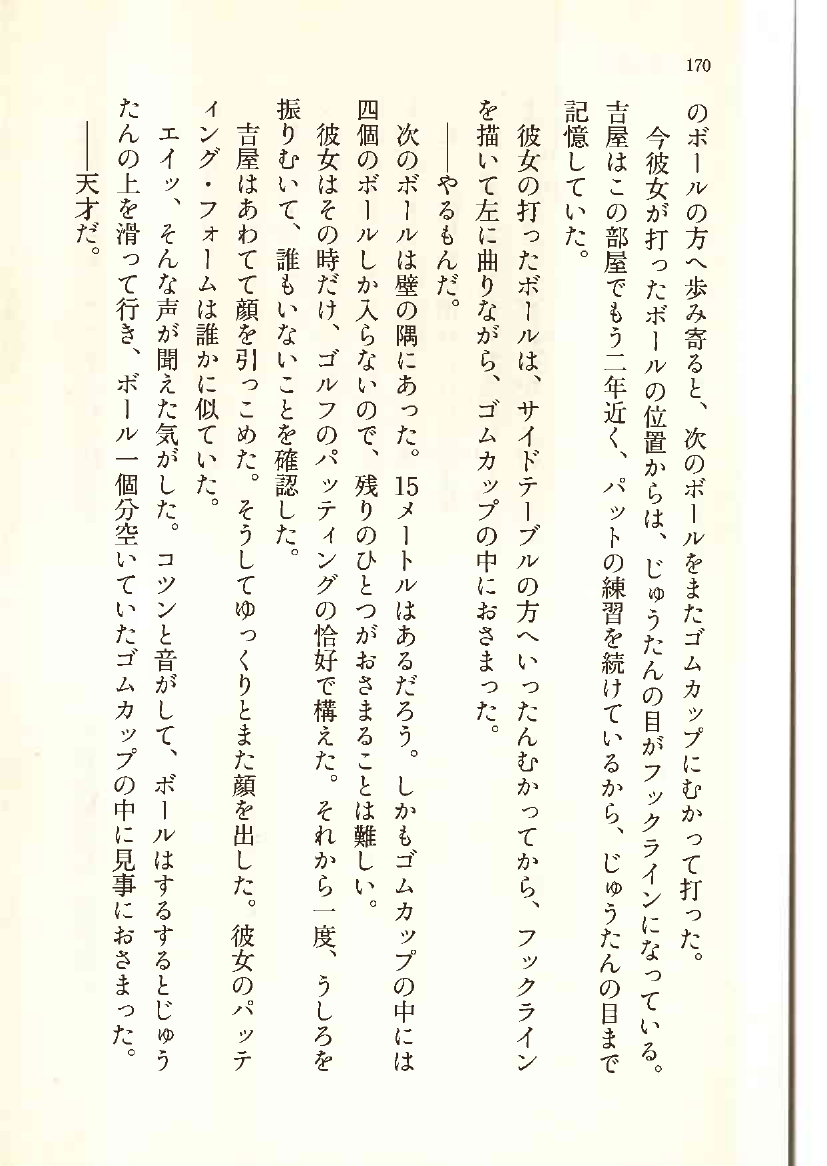 170
のボールの方へ歩み寄ると、次のボールをまたゴムカップにむかって打った。
今彼女が打ったボールの位置からは、じゅうたんの目がフックラインになっている。
吉屋はこの部屋でもう二年近く、パットの練習を続けているから、じゅうたんの目まで
記憶していた。
彼女の打ったボールは、サイドテーブルの方へいったんむかってから、フックライン
を描いて左に曲りながら、ゴムカップの中におさまった。
――やるもんだ。
次のボールは壁の隅にあった。15メートルはあるだろう。しかもゴムカップの中には
四個のボールしか入らないので、残りのひとつがおさまることは難しい。
彼女はその時だけ、ゴルフのパッティングの恰好で構えた。それから一度、うしろを
振りむいて、誰もいないことを確認した。
吉屋はあわてて顔を引っこめた。そうしてゆっくりとまた顔を出した。彼女のパッテ
ィング・フォームは誰かに似ていた。
エイッ、そんな声が聞えた気がした。コツンと音がして、ボールはするするとじゅう
たんの上を滑って行き、ボール一個分空いていたゴムカップの中に見事におさまった。
――天才だ。